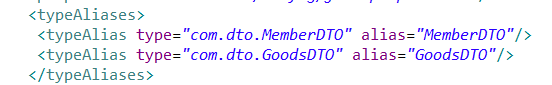 <typeAliases>
<typeAlias type="com.dto.MemberDTO" alias="MemberDTO"/>
<typeAlias type="com.dto.GoodsDTO" alias="GoodsDTO"/>
</typeAliases>